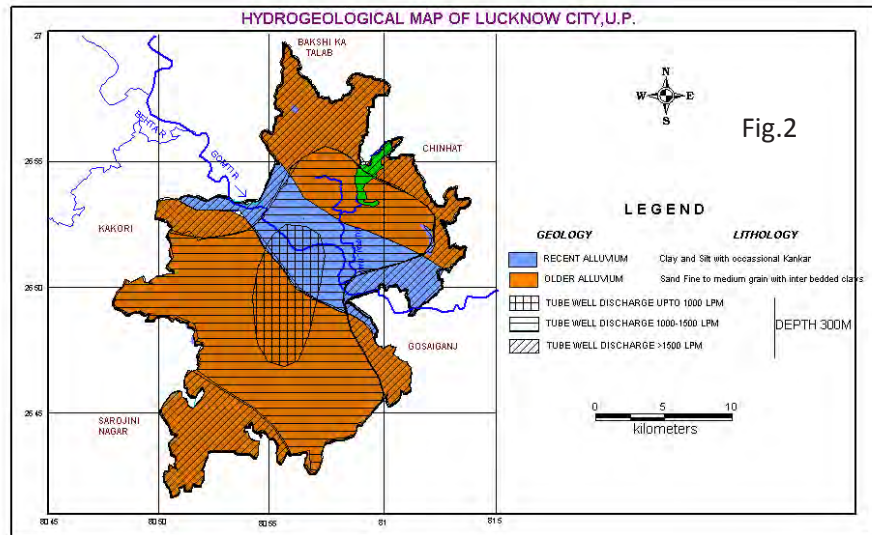 HYDROGEOLOGICAL MAP OF LUCKNOW CITY,U.P.
27
BAKSHI KA
TALAB
N
W E
S
Fig.2
BEHTA R.
GOMTI R.
CHINHAT
26 55
KAKORI
LEGEND
GEOLOGY LITHOLOGY
RECENT ALLUVIUM Clay and Silt with occassional Kankar
OLDER ALLUVIUM Sand Fine to medium grain with inter bedded clays
26 50
TUBE WELL DISCHARGE UPTO 1000 LPM
TUBE WELL DISCHARGE 1000-1500 LPM
DEPTH 300M
TUBE WELL DISCHARGE >1500 LPM
GOSAIGANJ
26 45
SAROJINI
NAGAR
0 5 10
kilometers
80.45 80.50 80.55 81 81.5